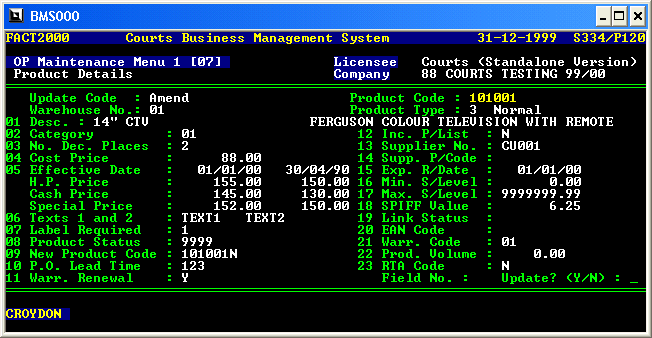 BMS000
FACT2000 Courts Business Management System 31-12-1999 S334/P120
OP Maintenance Menu 1 [07] Licensee Courts (Standalone Version)
Product Details Company 88 COURTS TESTING 99/00
Update Code : Amend Product Code : 101001
Warehouse No.: 01 Product Type : 3 Normal
01 Desc. : 14" CTV FERGUSON COLOUR TELEVISION WITH REMOTE
02 Category : 01 12 Inc. P/List : N
03 No. Dec. Places : 2 13 Supplier No. : CU001
04 Cost Price : 88.00 14 Supp. P/Code :
05 Effective Date : 01/01/00 30/04/90 15 Exp. R/Date : 01/01/00
H.P. Price : 155.00 150.00 16 Min. S/Level : 0.00
Cash Price : 145.00 130.00 17 Max. S/Level : 9999999.99
Special Price : 152.00 150.00 18 SPIFF Value : 6.25
06 Texts 1 and 2 : TEXT1 TEXT2 19 Link Status :
07 Label Required : 1 20 EAN Code :
08 Product Status : 9999 21 Warr. Code : 01
09 New Product Code : 101001N 22 Prod. Volume : 0.00
10 P.O. Lead Time : 123 23 RTA Code : N
11 Warr. Renewal : Y Field No. : Update? (Y/N) : _
CROYDON